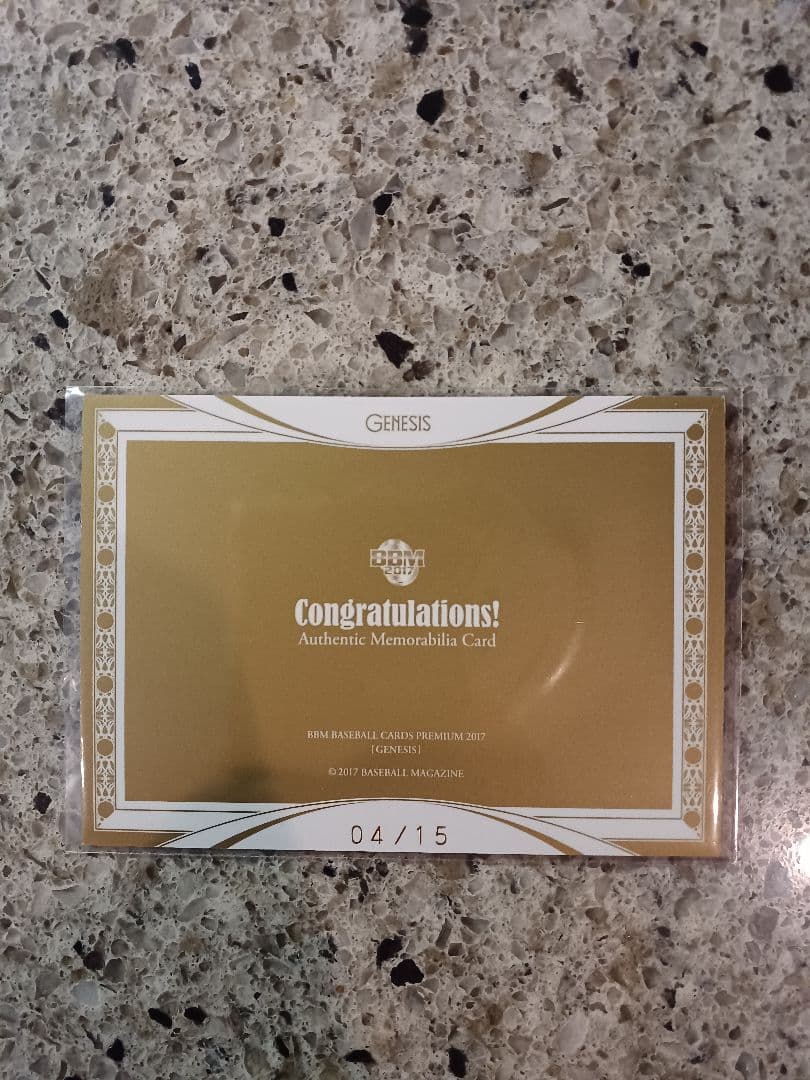 GENESIS
BBM
2017
Congratulations!
Authentic Memorabilia Card
BBM BASEBALL CARDS PREMIUM 2017
[GENESIS]
© 2017 BASEBALL MAGAZINE
04/15